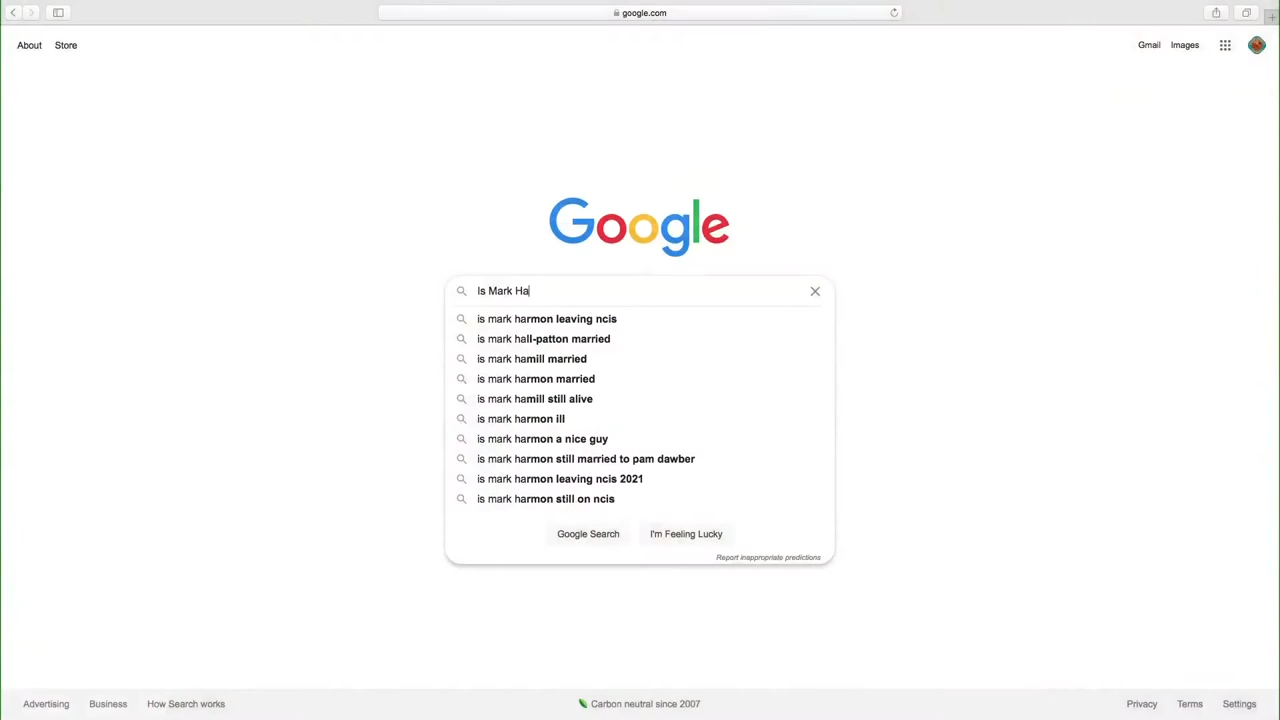 google.com
About Store Gmail Images
Google
Is Mark Ha
is mark harmon leaving ncis
is mark hall-patton married
is mark hamill married
is mark harmon married
is mark hamill still alive
is mark harmon ill
is mark harmon a nice guy
is mark harmon still married to pam dawber
is mark harmon leaving ncis 2021
is mark harmon still on ncis
Google Search I'm Feeling Lucky
Report inappropriate predictions
Advertising Business How Search works Carbon neutral since 2007 Privacy Terms Settings